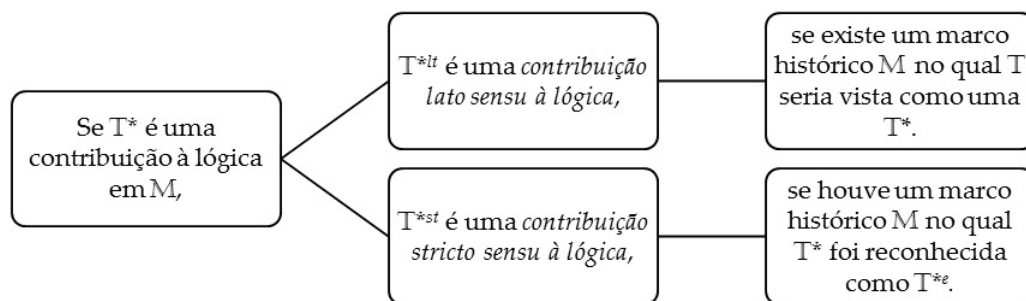 Se T* é uma
contribuição à lógica
em M,
T*lt é uma contribuição
lato sensu à lógica,
se existe um marco
histórico M no qual T
seria vista como uma
T*.
T*st é uma contribuição
stricto sensu à lógica,
se houve um marco
histórico M no qual
T* foi reconhecida
como T*e.